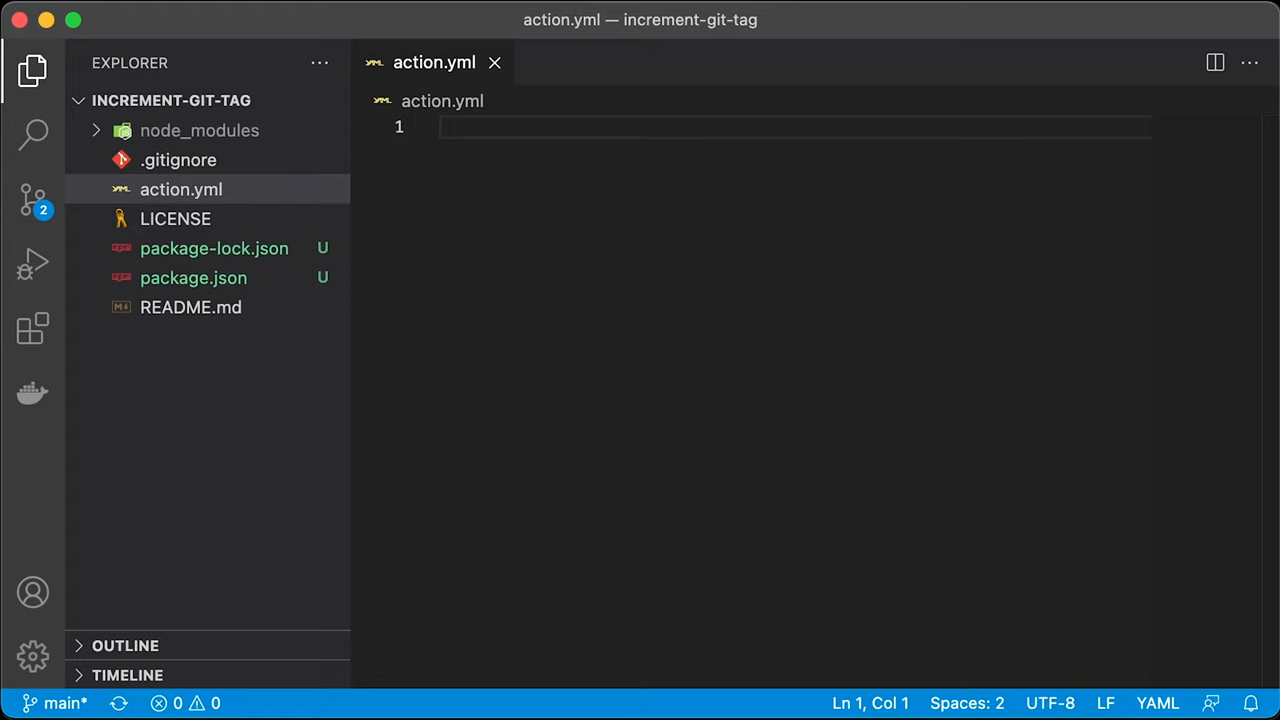 action.yml — increment-git-tag
EXPLORER
INCREMENT-GIT-TAG
node_modules
.gitignore
action.yml
LICENSE
package-lock.json U
package.json U
README.md
OUTLINE
TIMELINE
action.yml
action.yml
1
2
main*
0 0
Ln 1, Col 1
Spaces: 2
UTF-8
LF
YAML